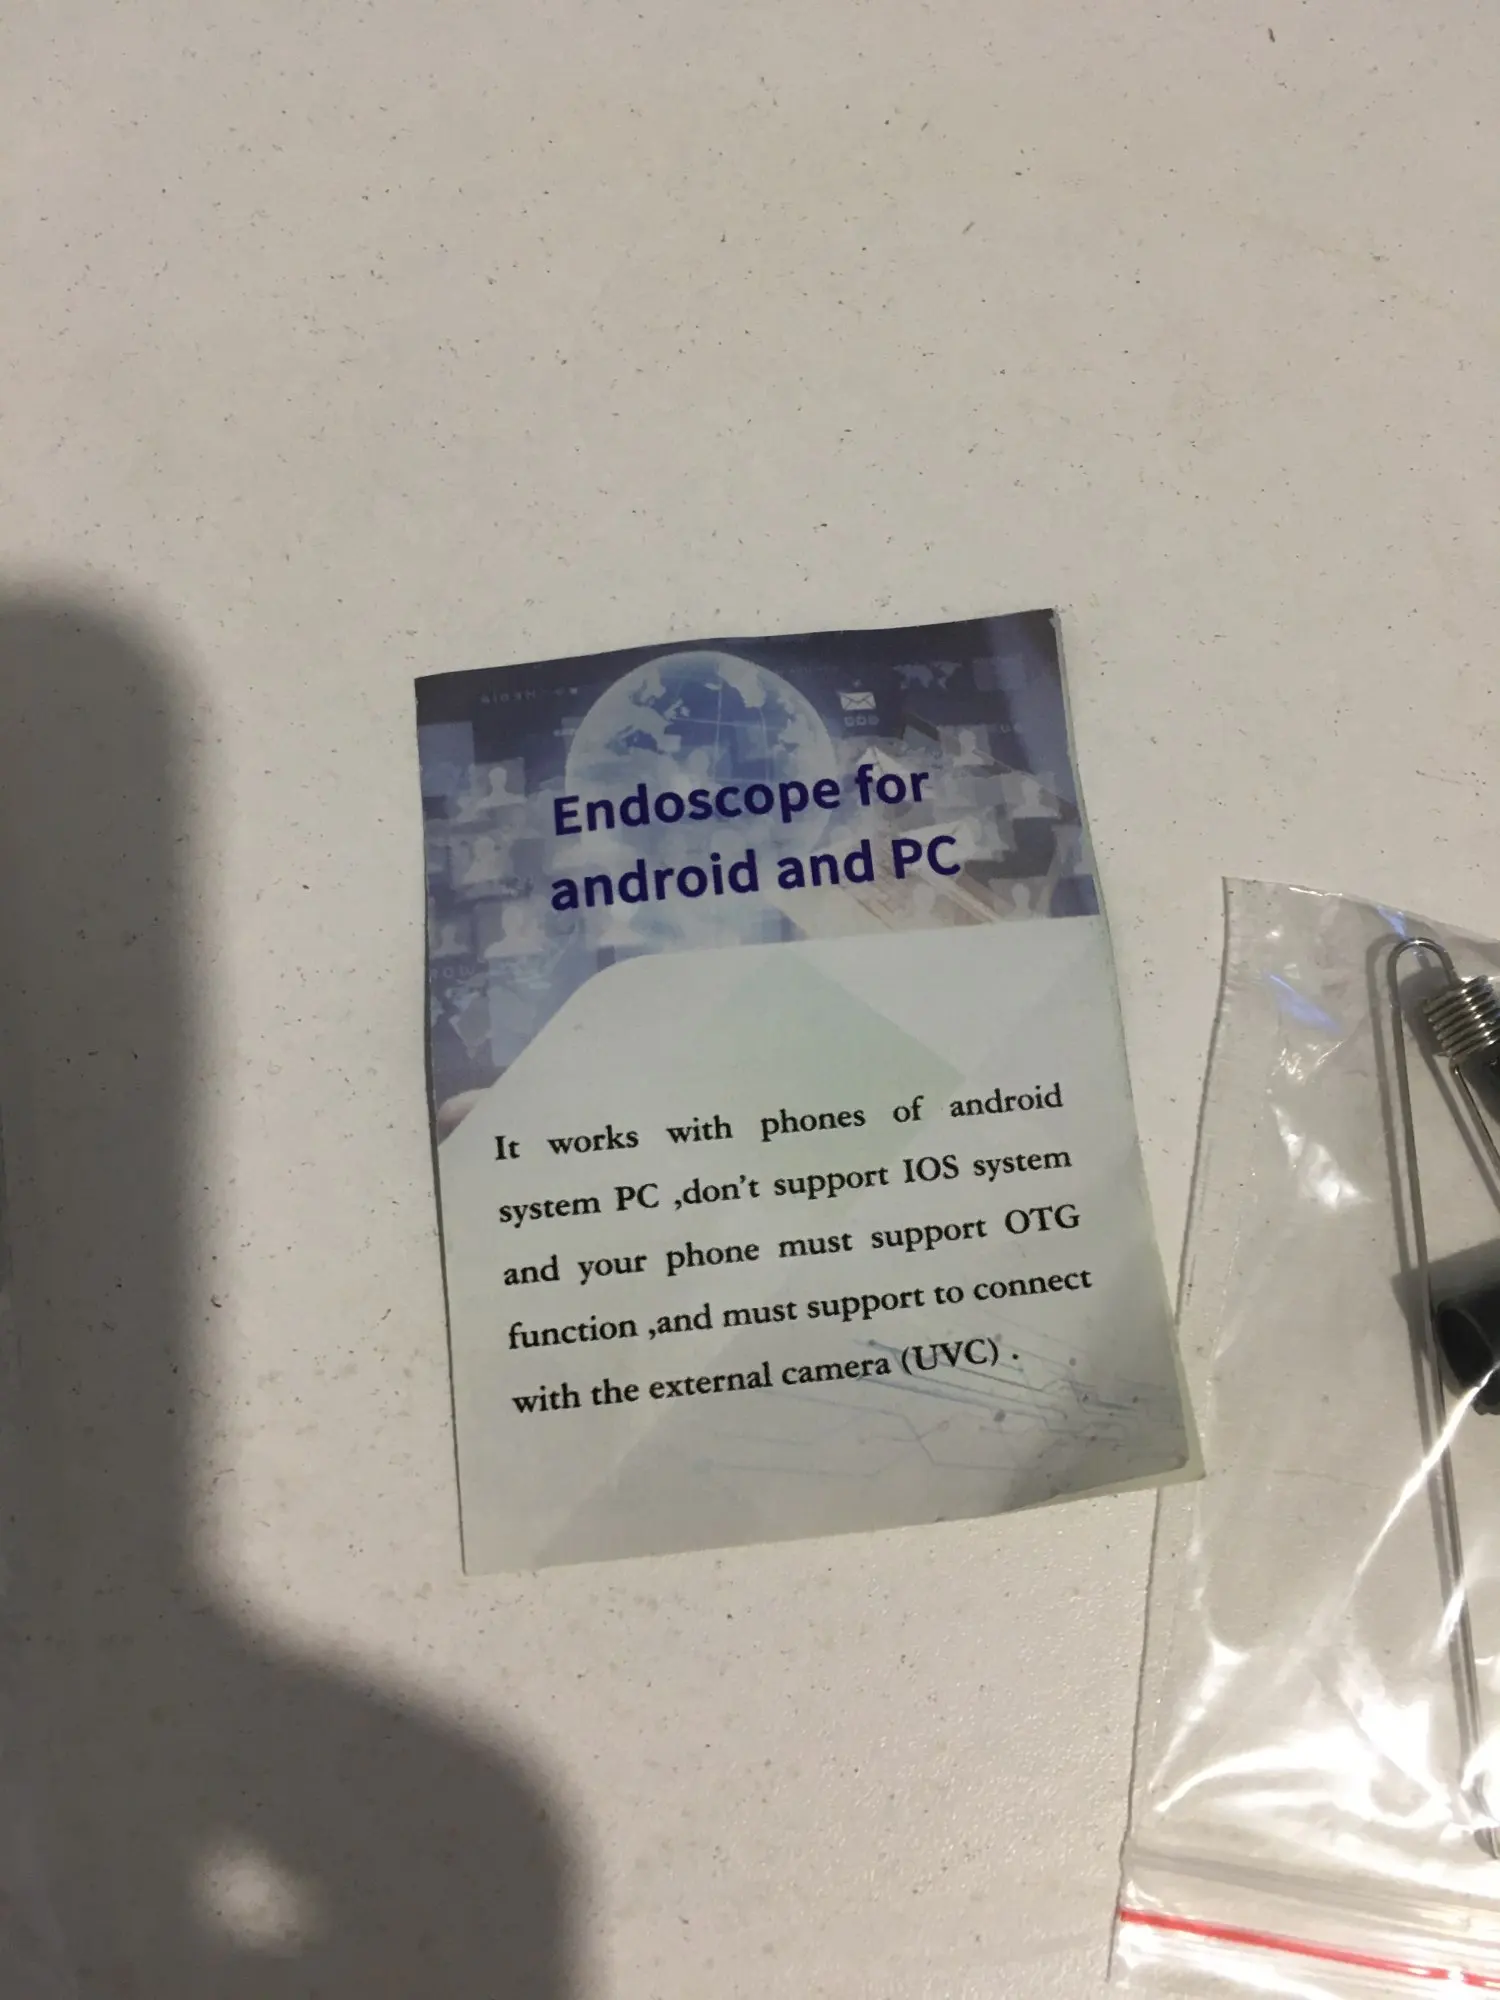 Endoscope for
android and PC
It works with phones of android
system PC ,don't support IOS system
and your phone must support OTG
function ,and must support to connect
with the external camera (UVC) .